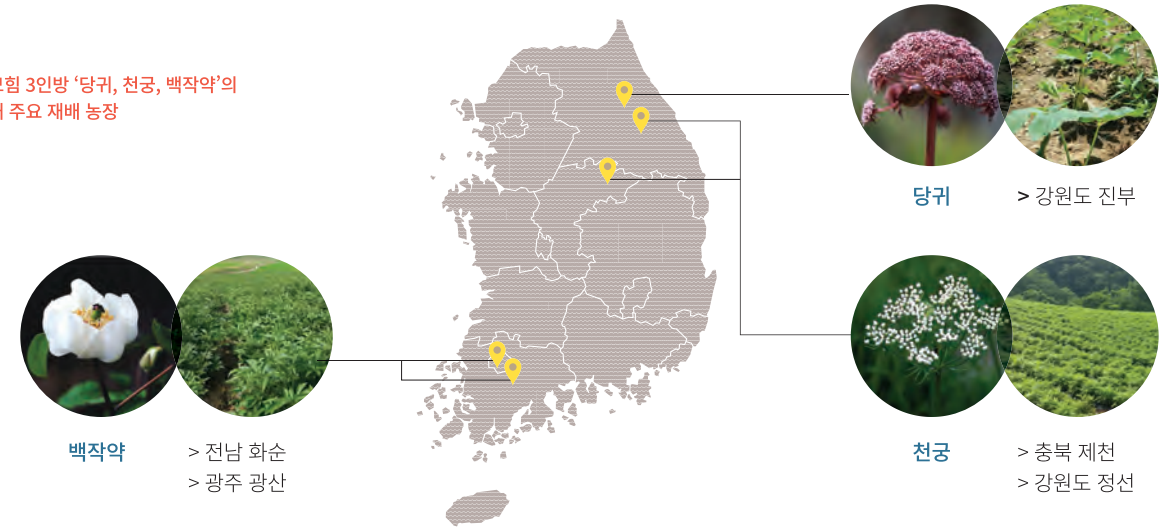 3인방 ‘당귀, 천궁, 백작약’의
주요 재배 농장
당귀
> 강원도 진부
백작약
> 전남 화순
> 광주 광산
천궁
> 충북 제천
> 강원도 정선